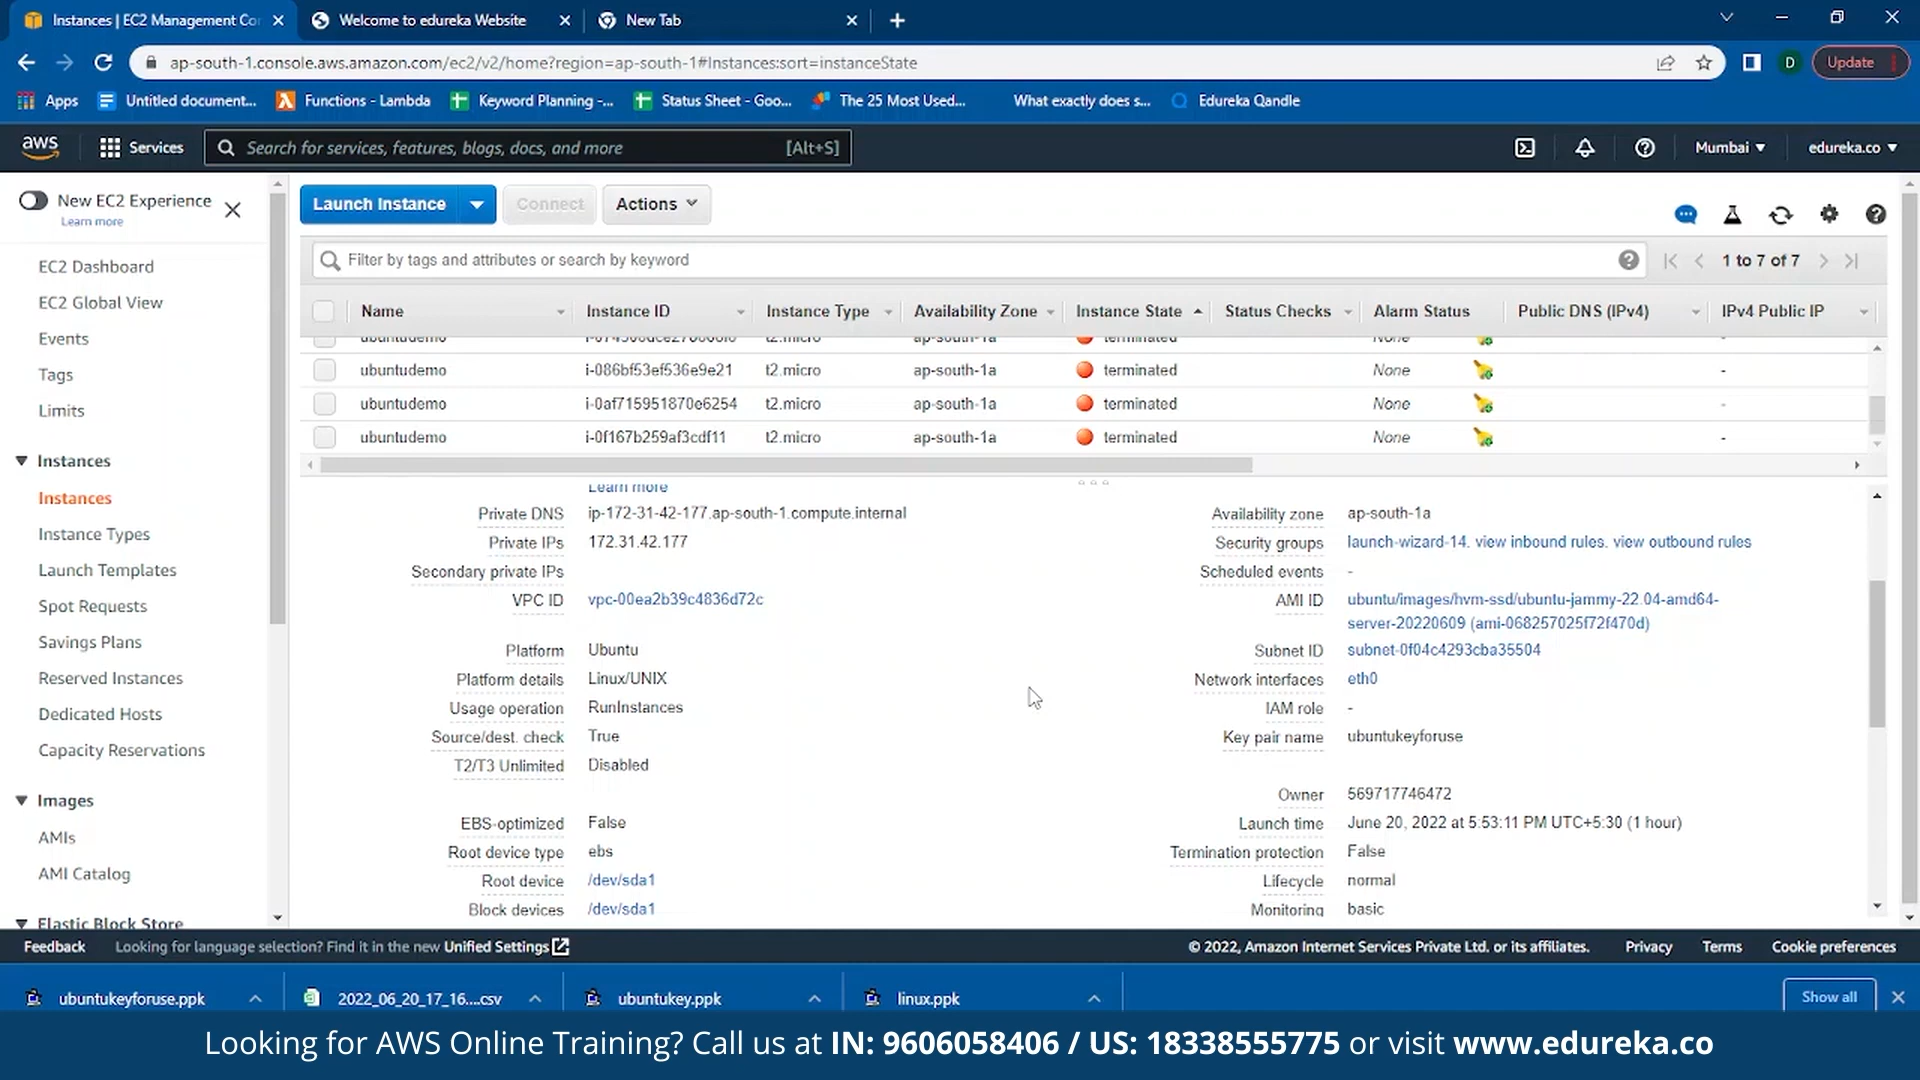 Instances | EC2 Management Co
Welcome to edureka Website
New Tab
ap-south-1.console.aws.amazon.com/ec2/v2/home?region=ap-south-1#Instances:sort=instanceState
D
Update
Apps
Untitled document...
Functions - Lambda
Keyword Planning -...
Status Sheet - Goo...
The 25 Most Used...
What exactly does s...
Edureka Qandle
aws
Services
Search for services, features, blogs, docs, and more
[Alt+S]
Mumbai
edureka.co
New EC2 Experience
Learn more
EC2 Dashboard
EC2 Global View
Events
Tags
Limits
Instances
Instances
Instance Types
Launch Templates
Spot Requests
Savings Plans
Reserved Instances
Dedicated Hosts
Capacity Reservations
Images
AMIs
AMI Catalog
Elastic Block Store
Launch Instance
Connect
Actions
Filter by tags and attributes or search by keyword
1 to 7 of 7
Name Instance ID Instance Type Availability Zone Instance State Status Checks Alarm Status Public DNS (IPv4) IPv4 Public IP
ubuntudemo t2.micro ap-south-1a terminated None -
ubuntudemo i-086bf53ef536e9e21 t2.micro ap-south-1a terminated None -
ubuntudemo i-0af715951870e6254 t2.micro ap-south-1a terminated None -
ubuntudemo i-0f167b259af3cdf11 t2.micro ap-south-1a terminated None -
Learn more
Private DNS ip-172-31-42-177.ap-south-1.compute.internal
Private IPs 172.31.42.177
Secondary private IPs
VPC ID vpc-00ea2b39c4836d72c
Platform Ubuntu
Platform details Linux/UNIX
Usage operation RunInstances
Source/dest. check True
T2/T3 Unlimited Disabled
EBS-optimized False
Root device type ebs
Root device /dev/sda1
Block devices /dev/sda1
Availability zone ap-south-1a
Security groups launch-wizard-14. view inbound rules. view outbound rules
Scheduled events -
AMI ID ubuntu/images/hvm-ssd/ubuntu-jammy-22.04-amd64-
server-20220609 (ami-068257025f72f470d)
Subnet ID subnet-0f04c4293cba35504
Network interfaces eth0
IAM role -
Key pair name ubuntukeyforuse
Owner 569717746472
Launch time June 20, 2022 at 5:53:11 PM UTC+5:30 (1 hour)
Termination protection False
Lifecycle normal
Monitoring basic
Feedback
Looking for language selection? Find it in the new Unified Settings
© 2022, Amazon Internet Services Private Ltd. or its affiliates.
Privacy
Terms
Cookie preferences
ubuntukeyforuse.ppk
2022_06_20_17_16....csv
ubuntukey.ppk
linux.ppk
Show all
Looking for AWS Online Training? Call us at IN: 9606058406 / US: 18338555775 or visit www.edureka.co